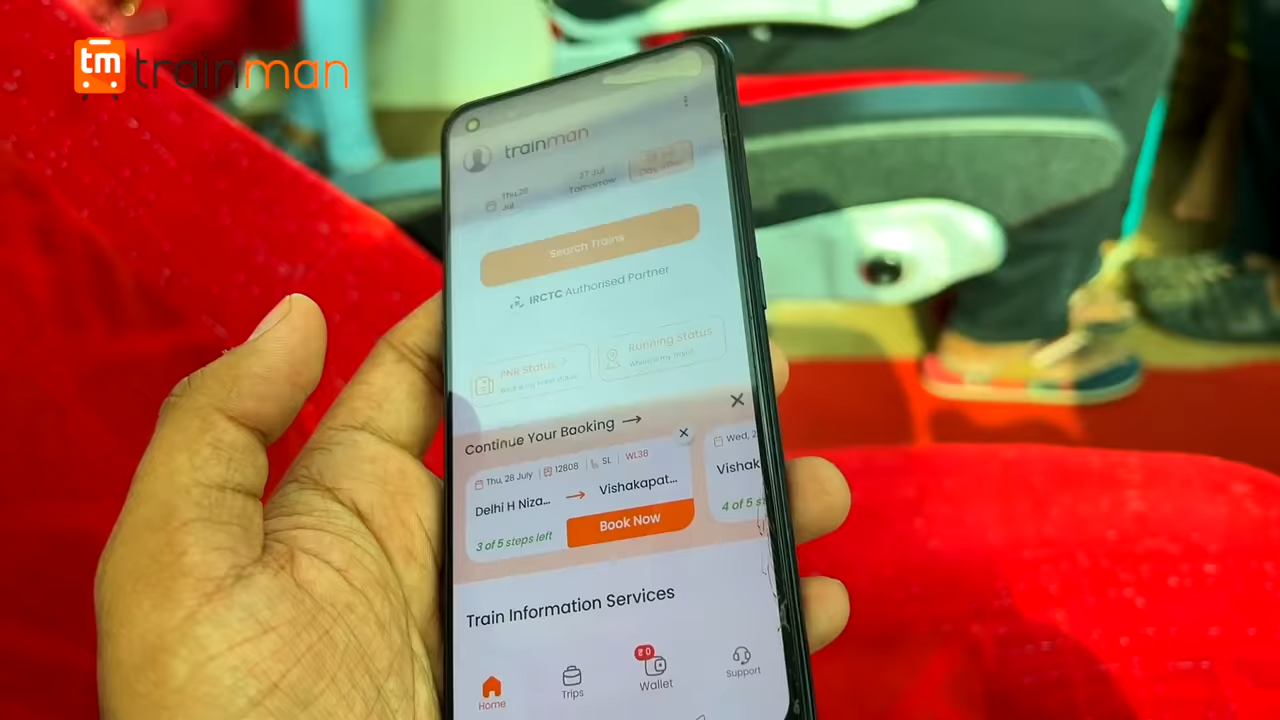 tm trainman
trainman
Thu,28 Jul
27 Jul
Tomorrow
Day
Search Trains
IRCTC Authorised Partner
PNR Status
Running Status
Continue Your Booking →
Thu, 28 July | 12808 | SL | WL38
Delhi H Niza... → Vishakapat...
3 of 5 steps left
Book Now
Wed, 2
Vishak
4 of 5 s
Train Information Services
Home
Trips
₹ 0
Wallet
Support